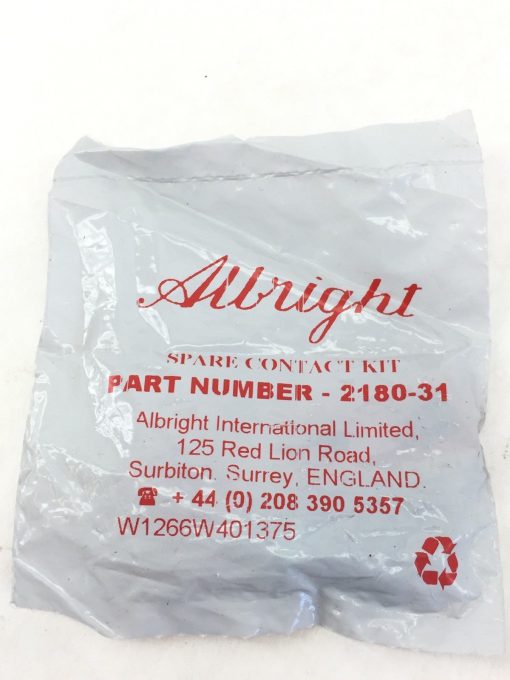 Albright
SPARE CONTACT KIT
PART NUMBER - 2180-31
Albright International Limited,
125 Red Lion Road,
Surbiton. Surrey, ENGLAND.
☎ + 44 (0) 208 390 5357
W1266W401375